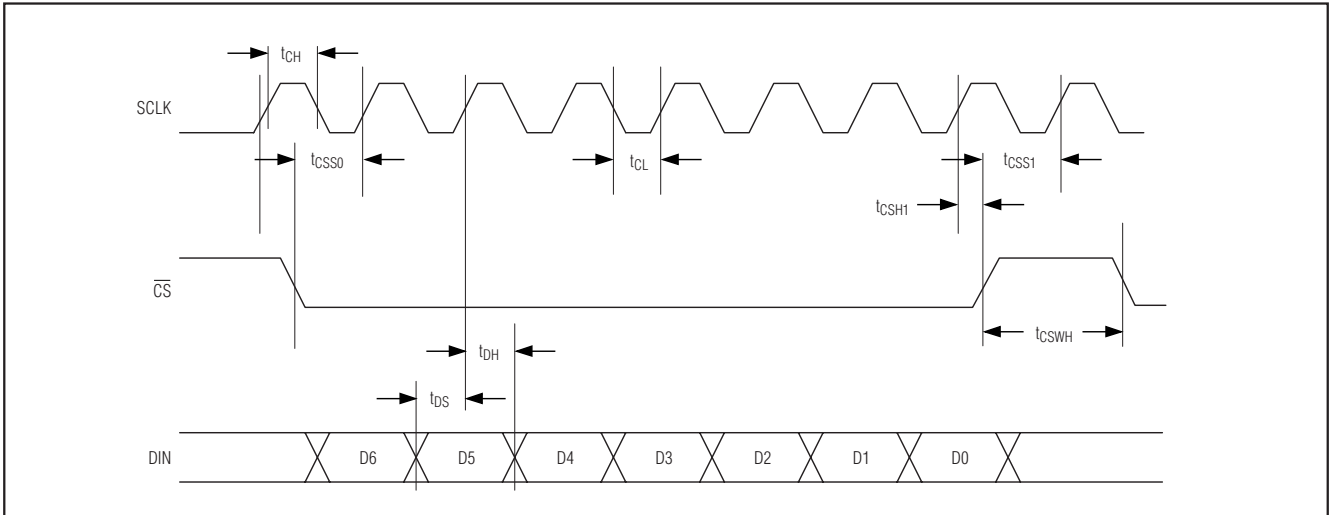 tCH
SCLK
tCSS0
tCL
tCSS1
tCSH1
CS
tCSWH
tDH
tDS
DIN
D6
D5
D4
D3
D2
D1
D0